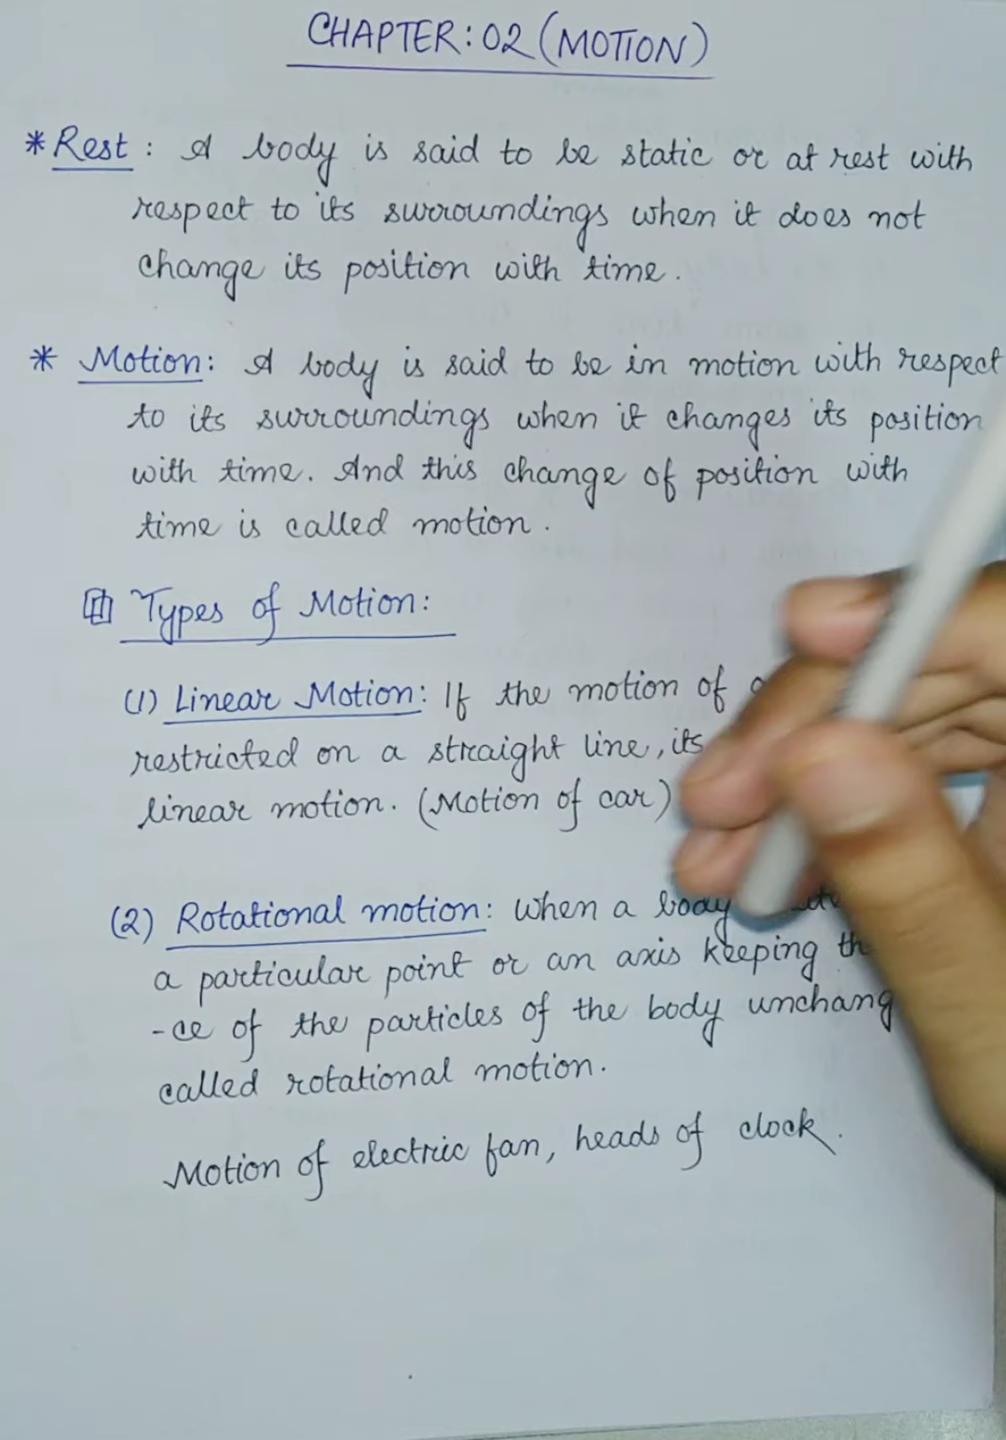 CHAPTER: 02 (MOTION)
* Rest : A body is said to be static or at rest with
respect to its surroundings when it does not
change its position with time.
* Motion: A body is said to be in motion with respect
to its surroundings when it changes its position
with time. And this change of position with
time is called motion.
Types of Motion:
(1) Linear Motion: If the motion of
restricted on a straight line, its
linear motion. (Motion of car)
(2) Rotational motion: when a body
a particular point or an axis keeping
-ce of the particles of the body unchang
called rotational motion.
Motion of electric fan, heads of clock.